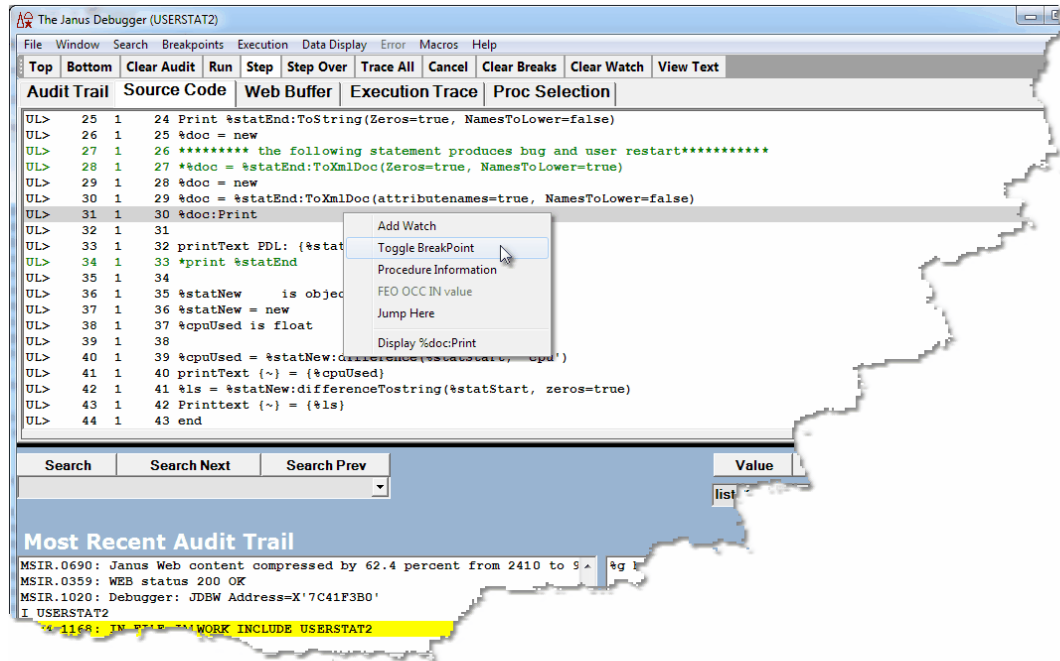 The Janus Debugger (USERSTAT2)
File Window Search Breakpoints Execution Data Display Error Macros Help
Top Bottom Clear Audit Run Step Step Over Trace All Cancel Clear Breaks Clear Watch View Text
Audit Trail Source Code Web Buffer Execution Trace Proc Selection
UL> 25 1 24 Print %statEnd:ToString(Zeros=true, NamesToLower=false)
UL> 26 1 25 %doc = new
UL> 27 1 26 ********* the following statement produces bug and user restart***********
UL> 28 1 27 *%doc = %statEnd:ToXmlDoc(Zeros=true, NamesToLower=true)
UL> 29 1 28 %doc = new
UL> 30 1 29 %doc = %statEnd:ToXmlDoc(attributenames=true, NamesToLower=false)
UL> 31 1 30 %doc:Print
UL> 32 1 31
UL> 33 1 32 printText PDL: {%stat
UL> 34 1 33 *print %statEnd
UL> 35 1 34
UL> 36 1 35 %statNew is objec
UL> 37 1 36 %statNew = new
UL> 38 1 37 %cpuUsed is float
UL> 39 1 38
UL> 40 1 39 %cpuUsed = %statNew:difference(%statStart, 'cpu')
UL> 41 1 40 printText {~} = {%cpuUsed}
UL> 42 1 41 %ls = %statNew:differenceTostring(%statStart, zeros=true)
UL> 43 1 42 Printtext {~} = {%ls}
UL> 44 1 43 end
Add Watch
Toggle BreakPoint
Procedure Information
FEO OCC IN value
Jump Here
Display %doc:Print
Search Search Next Search Prev
Value
list
Most Recent Audit Trail
MSIR.0690: Janus Web content compressed by 62.4 percent from 2410 to 9
%g
MSIR.0359: WEB status 200 OK
MSIR.1020: Debugger: JDBW Address=X'7C41F3B0'
I USERSTAT2
1168: IN FILE WORK INCLUDE USERSTAT2